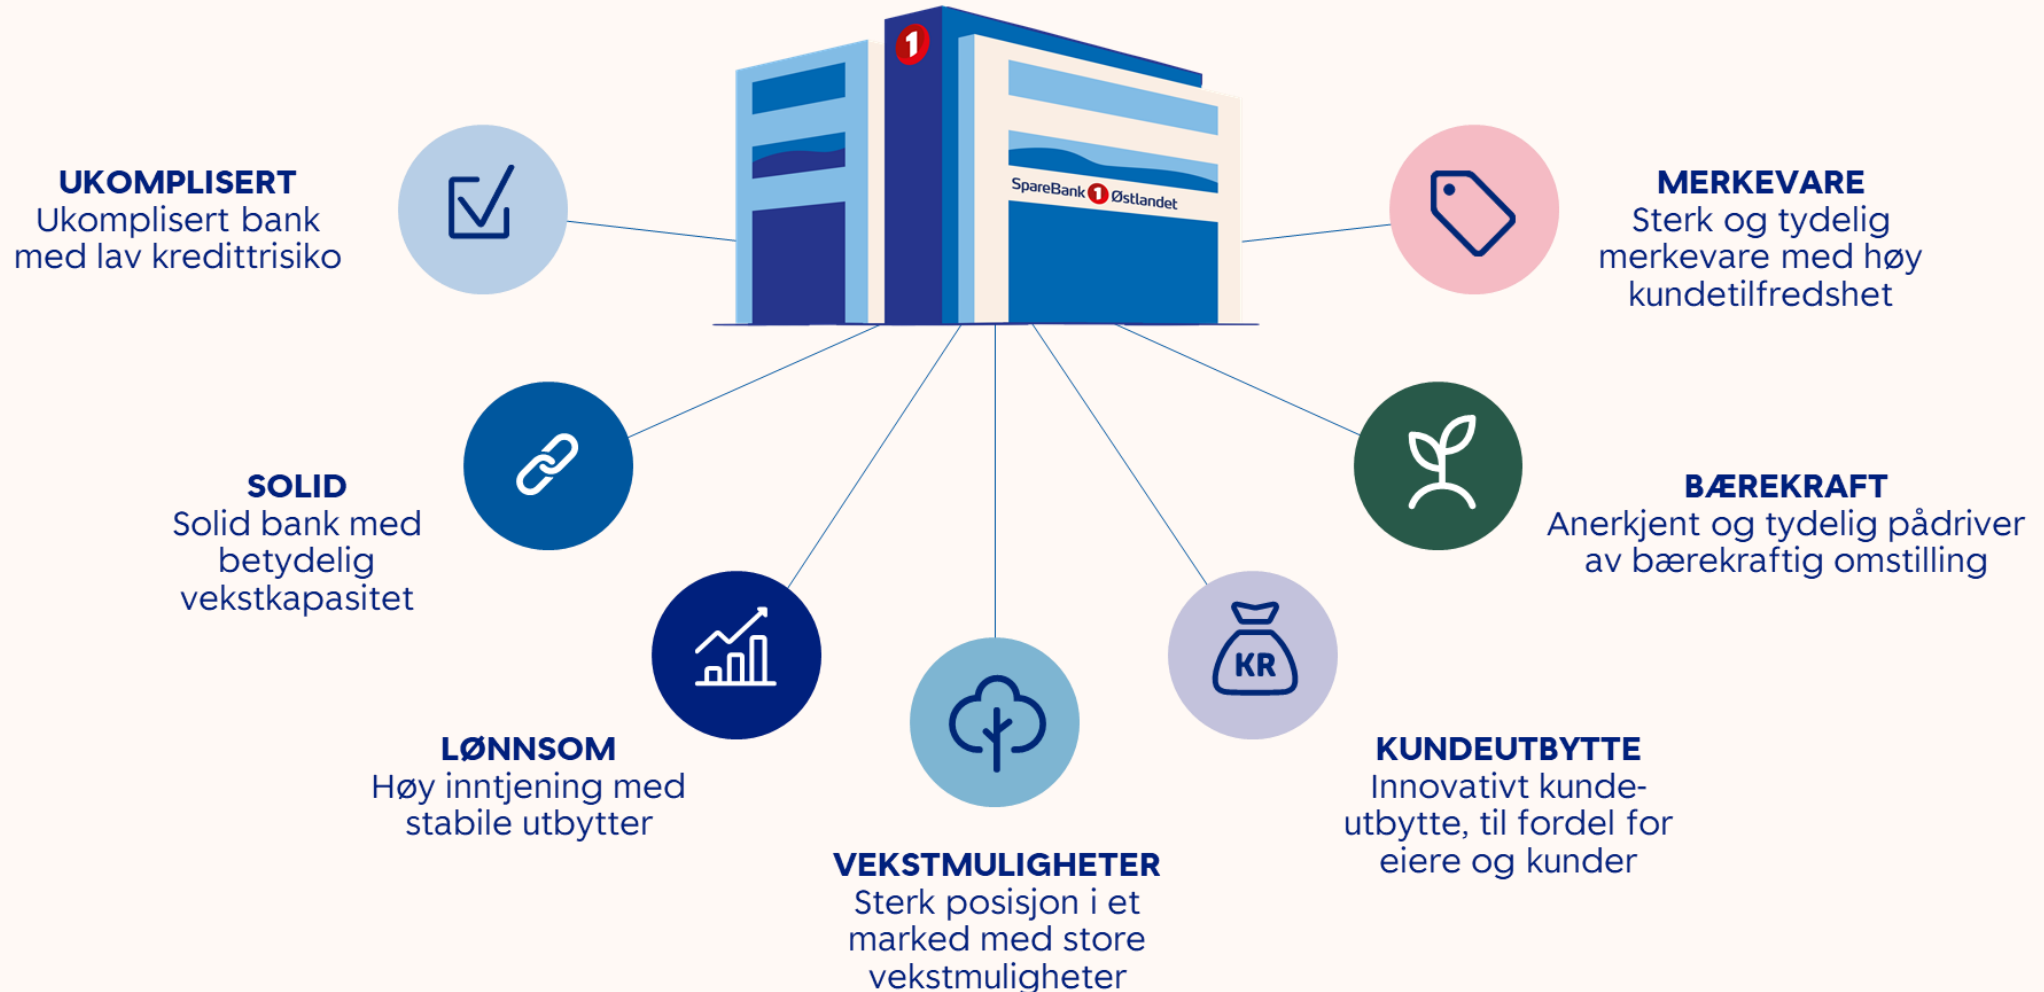 1
SpareBank 1 Østlandet
UKOMPLISERT
Ukomplisert bank
med lav kredittrisiko
MERKEVARE
Sterk og tydelig
merkevare med høy
kundetilfredshet
SOLID
Solid bank med
betydelig
vekstkapasitet
BÆREKRAFT
Anerkjent og tydelig pådriver
av bærekraftig omstilling
LØNNSOM
Høy inntjening med
stabile utbytter
KR
KUNDEUTBYTTE
Innovativt kunde-
utbytte, til fordel for
eiere og kunder
VEKSTMULIGHETER
Sterk posisjon i et
marked med store
vekstmuligheter